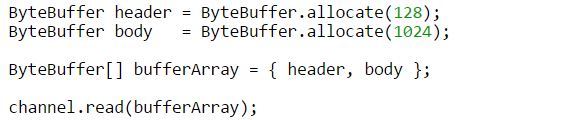 ByteBuffer header = ByteBuffer.allocate(128);
ByteBuffer body   = ByteBuffer.allocate(1024);
ByteBuffer[] bufferArray = { header, body };
channel.read(bufferArray);